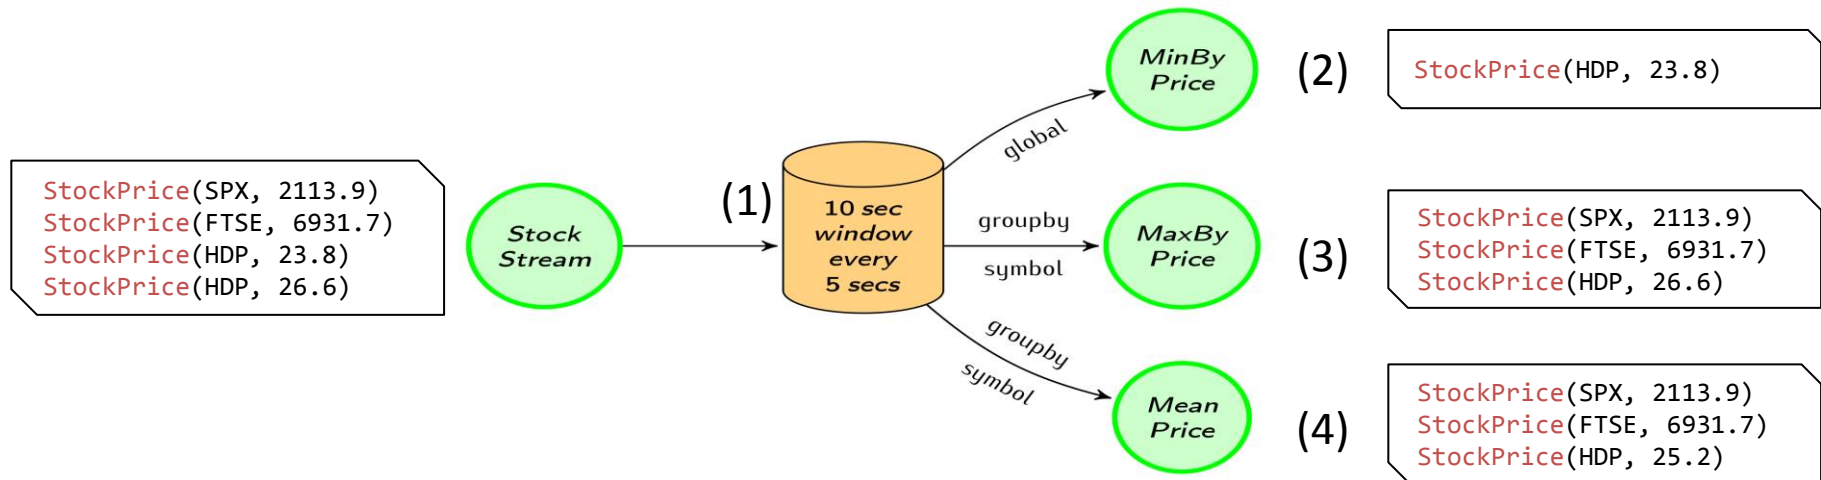 StockPrice(SPX, 2113.9)
StockPrice(FTSE, 6931.7)
StockPrice(HDP, 23.8)
StockPrice(HDP, 26.6)
Stock
Stream
(1)
10 sec
window
every
5 secs
global
MinBy
Price
(2)
StockPrice(HDP, 23.8)
groupby
symbol
MaxBy
Price
(3)
StockPrice(SPX, 2113.9)
StockPrice(FTSE, 6931.7)
StockPrice(HDP, 26.6)
groupby
symbol
Mean
Price
(4)
StockPrice(SPX, 2113.9)
StockPrice(FTSE, 6931.7)
StockPrice(HDP, 25.2)